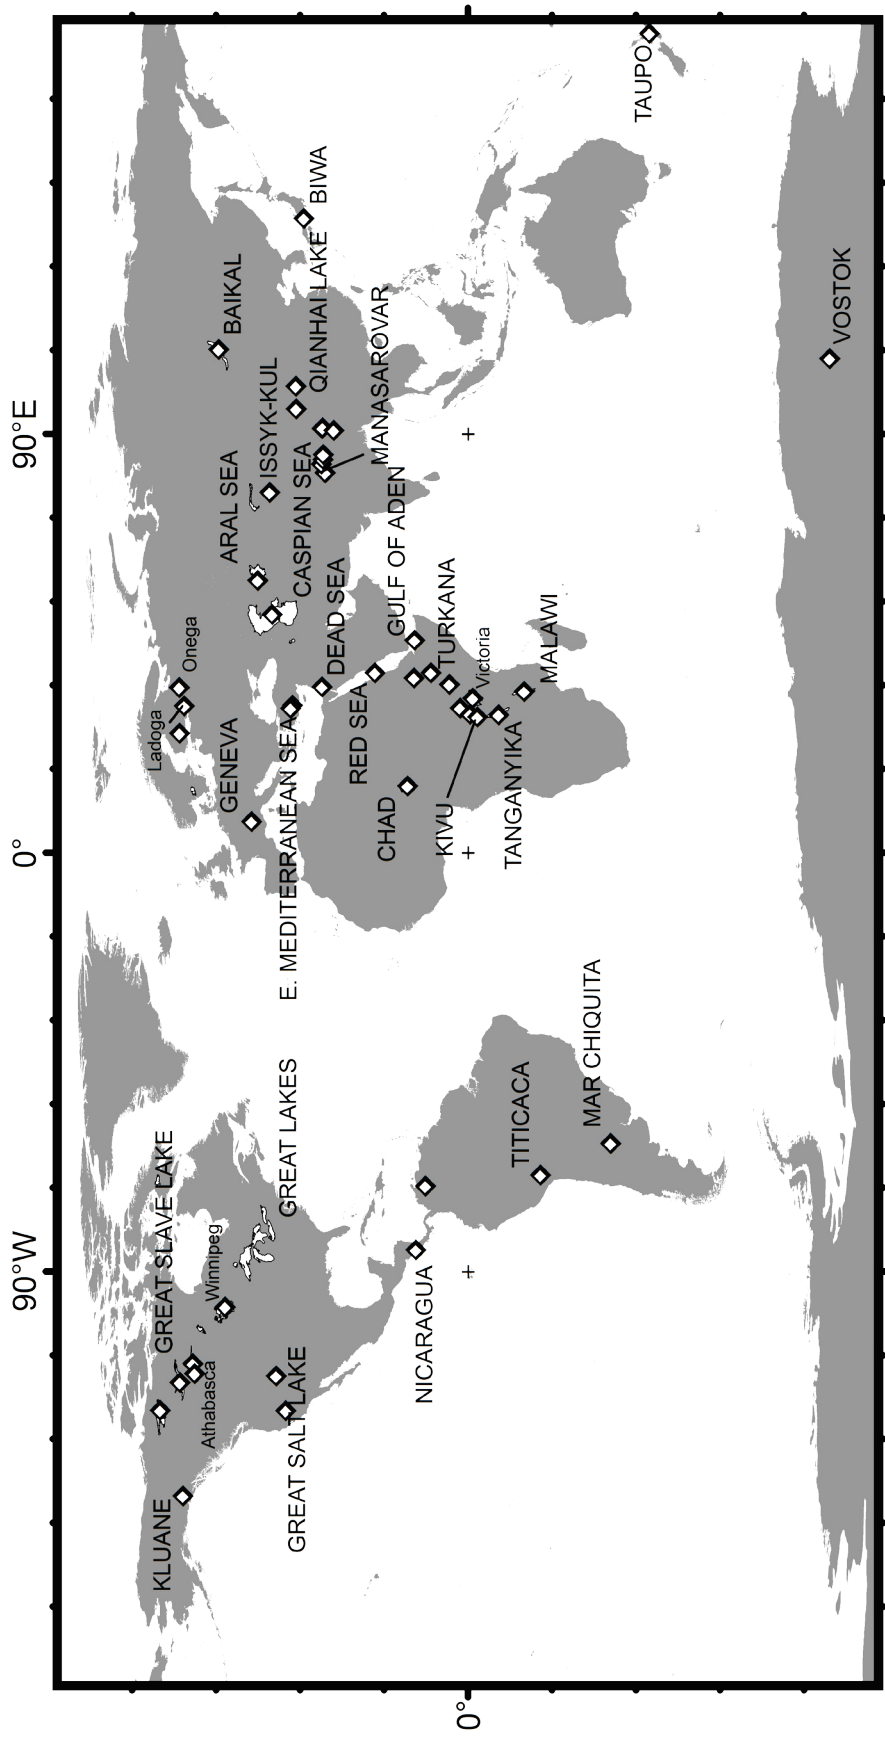 90°W
0°
90°E
0°
KLUANE
GREAT SLAVE LAKE
Athabasca
Winnipeg
GREAT SALT LAKE
GREAT LAKES
NICARAGUA
TITICACA
MAR CHIQUITA
Ladoga
Onega
GENEVA
E. MEDITERRANEAN SEA
DEAD SEA
RED SEA
CHAD
KIVU
TANGANYIKA
GULF OF ADEN
TURKANA
Victoria
MALAWI
ARAL SEA
CASPIAN SEA
ISSYK-KUL
BAIKAL
QIANHAI LAKE
MANASAROVAR
BIWA
TAUPO
VOSTOK